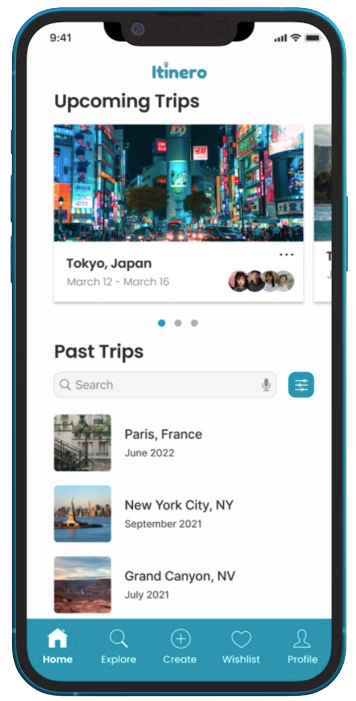 9:41
Itinero
Upcoming Trips
Tokyo, Japan
March 12 - March 16
Past Trips
Search
Paris, France
June 2022
New York City, NY
September 2021
Grand Canyon, NV
July 2021
Home Explore Create Wishlist Profile